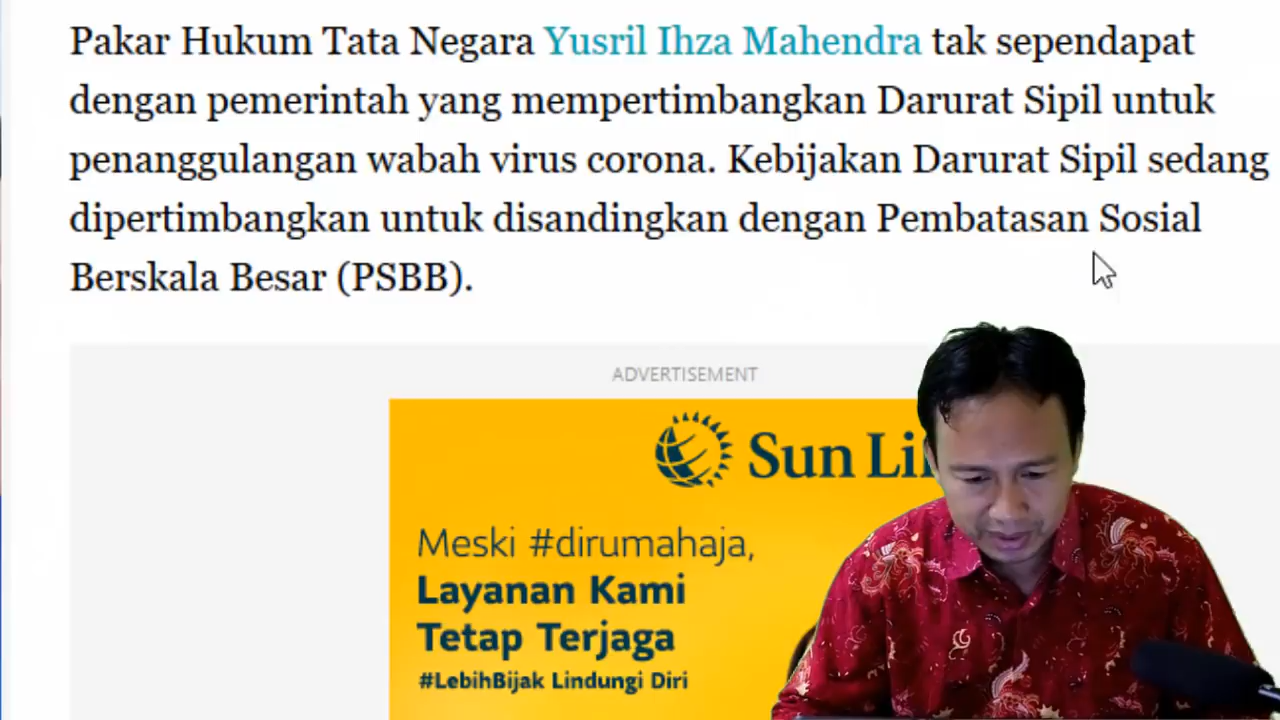 Pakar Hukum Tata Negara Yusril Ihza Mahendra tak sependapat
dengan pemerintah yang mempertimbangkan Darurat Sipil untuk
penanggulangan wabah virus corona. Kebijakan Darurat Sipil sedang
dipertimbangkan untuk disandingkan dengan Pembatasan Sosial
Berskala Besar (PSBB).
ADVERTISEMENT
Sun
Meski #dirumahaja,
Layanan Kami
Tetap Terjaga
#LebihBijak Lindungi Diri